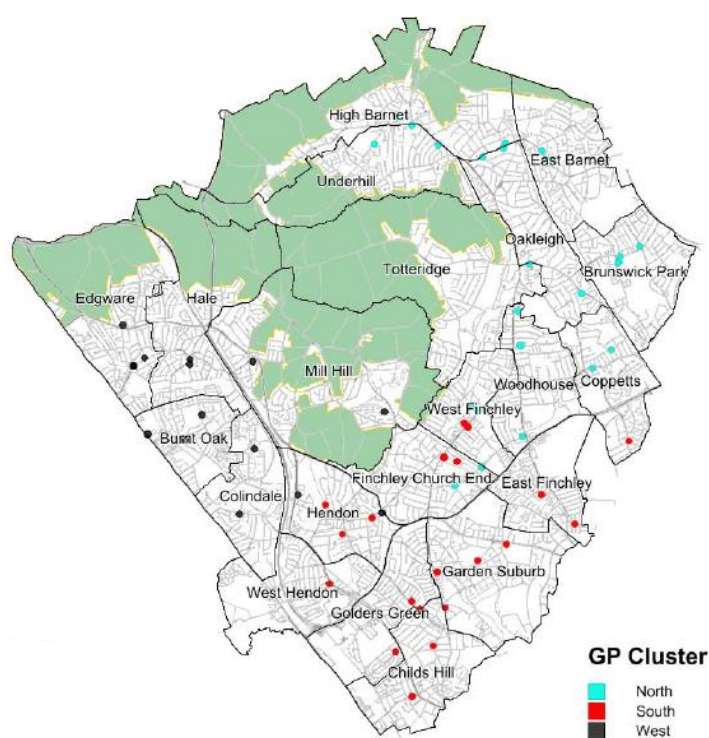 High Barnet
East Barnet
Underhill
Oakleigh
Totteridge
Brunswick Park
Edgware
Hale
Mill Hill
Woodhouse
Coppetts
West Finchley
Burnt Oak
Finchley Church End
East Finchley
Colindale
Hendon
Garden Suburb
West Hendon
Golders Green
Childs Hill
GP Cluster
North
South
West